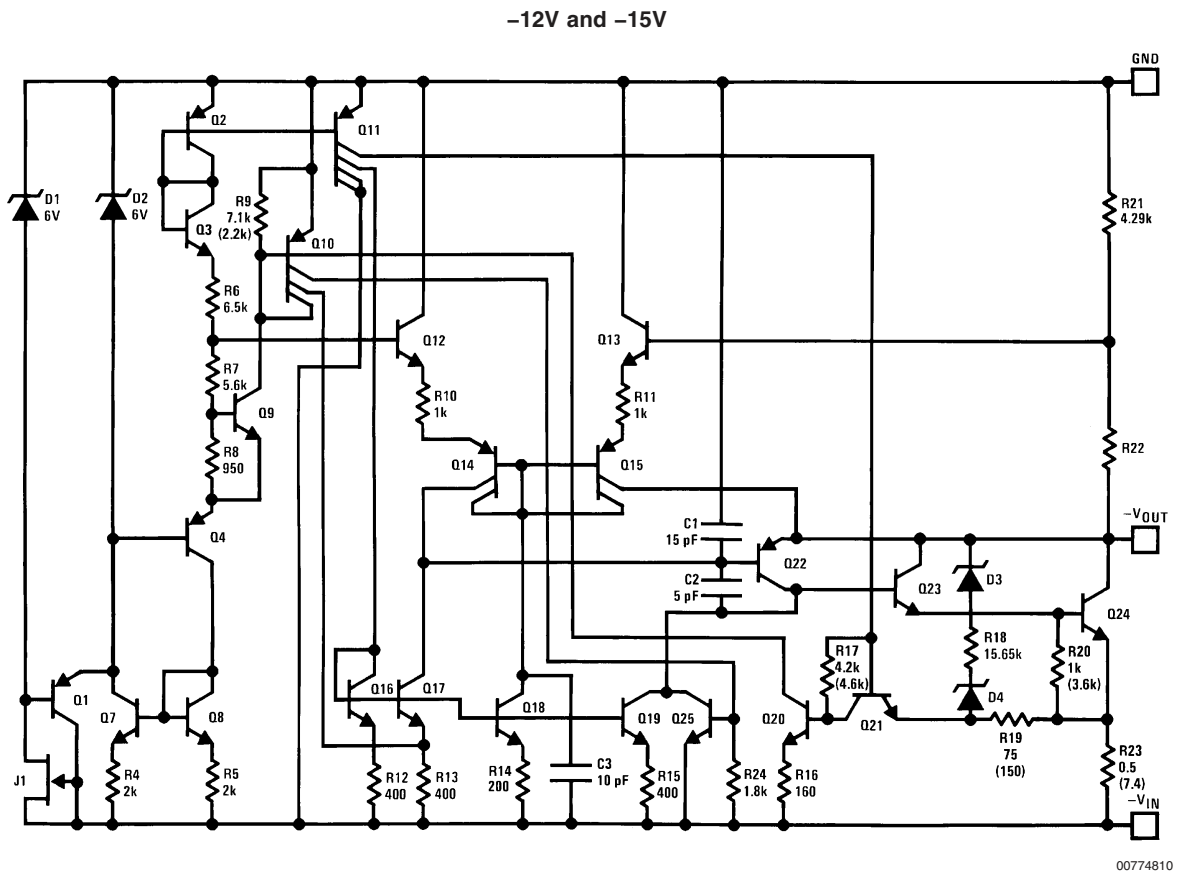 −12V and −15V
GND
Q2
Q11
D1
6V
D2
6V
R9
7.1k
(2.2k)
Q3
Q10
R21
4.29k
R6
6.5k
Q12
Q13
R7
5.6k
R10
1k
R11
1k
Q9
R8
950
Q14
Q15
R22
−VOUT
C1
15 pF
Q4
Q22
C2
5 pF
Q23
D3
Q24
R18
15.65k
R20
1k
(3.6k)
R17
4.2k
(4.6k)
Q1
Q7
Q8
Q16
Q17
Q18
Q19
Q25
Q20
Q21
D4
R19
75
(150)
J1
R4
2k
R5
2k
R12
400
R13
400
R14
200
C3
10 pF
R15
400
R24
1.8k
R16
160
R23
0.5
(7.4)
−VIN
00774810